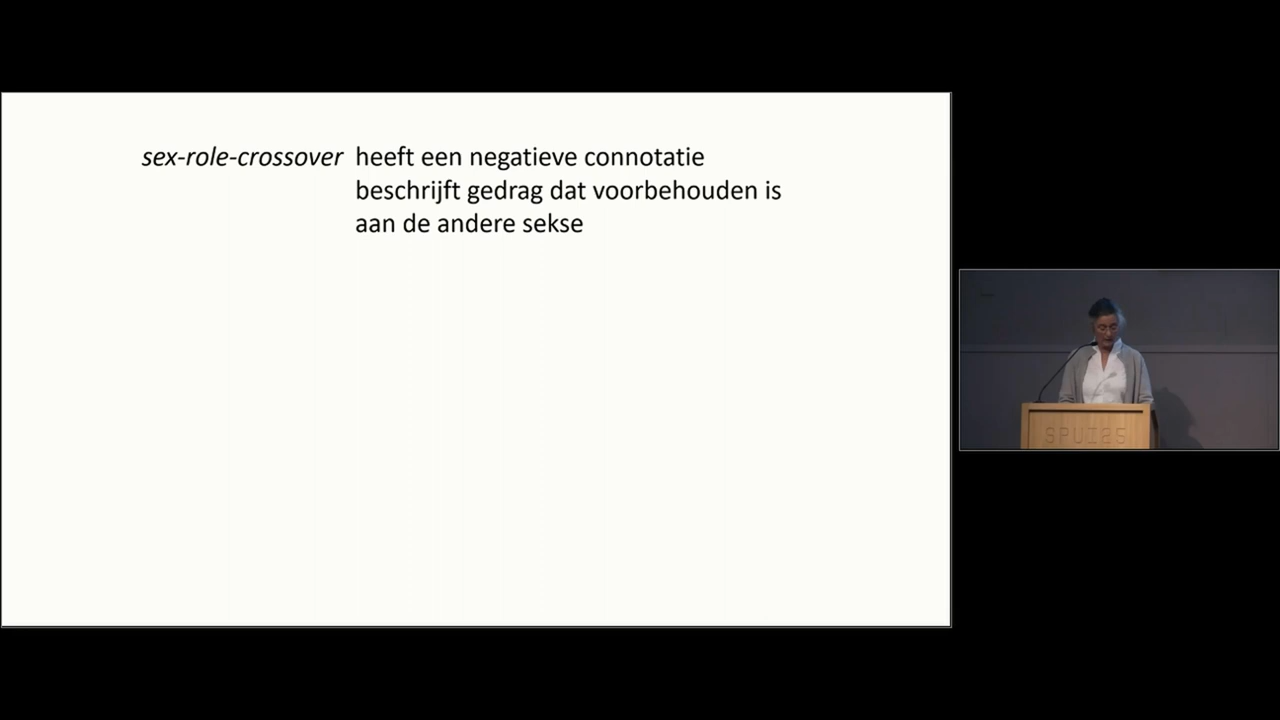 sex-role-crossover heeft een negatieve connotatie
beschrijft gedrag dat voorbehouden is
aan de andere sekse
SPUI25